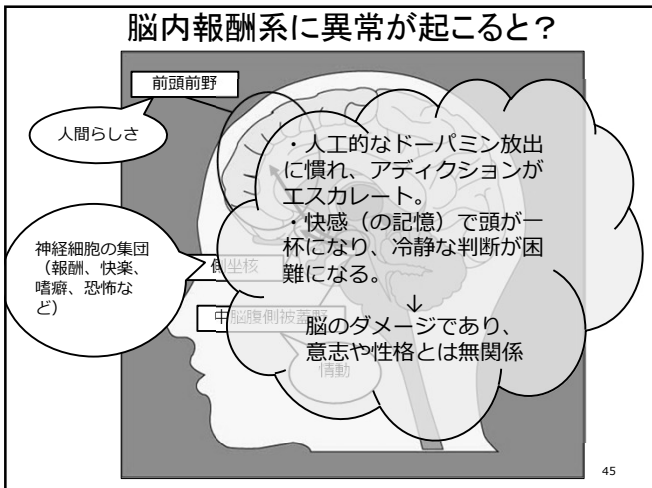 脳内報酬系に異常が起こると？
前頭前野
人間らしさ
・人工的なドーパミン放出
に慣れ、アディクションが
エスカレート。
・快感（の記憶）で頭が一
杯になり、冷静な判断が困
難になる。
↓
脳のダメージであり、
意志や性格とは無関係
神経細胞の集団
（報酬、快楽、
嗜癖、恐怖な
ど）
側坐核
中脳腹側被蓋野
情動
45